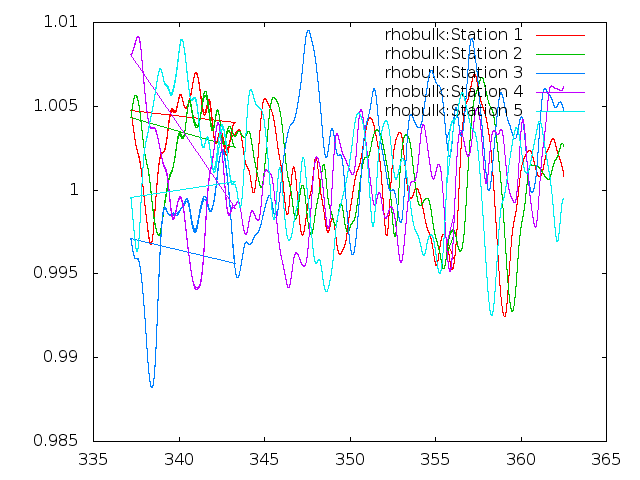 1.01
1.005
1
0.995
0.99
0.985
335
340
345
350
355
360
365
rhobulk:Station 1
rhobulk:Station 2
rhobulk:Station 3
rhobulk:Station 4
rhobulk:Station 5